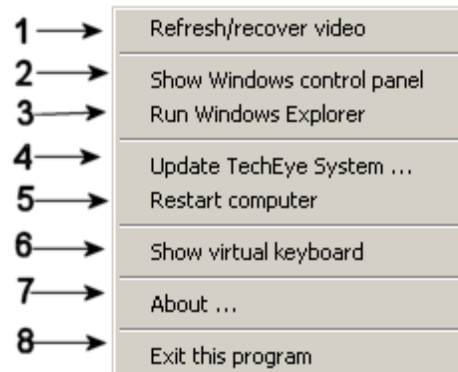 1 Refresh/recover video
2 Show Windows control panel
3 Run Windows Explorer
4 Update TechEye System ...
5 Restart computer
6 Show virtual keyboard
7 About ...
8 Exit this program